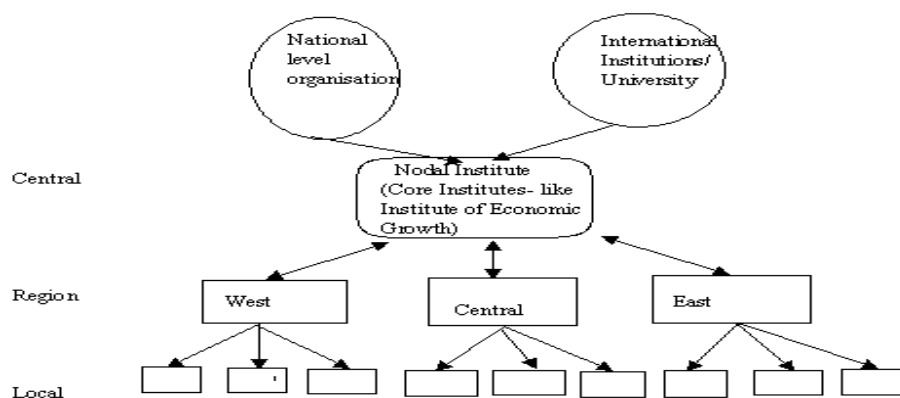 National
level
organisation
International
Institutions/
University
Central
Nodal Institute
(Core Institutes- like
Institute of Economic
Growth)
Region
West
Central
East
Local